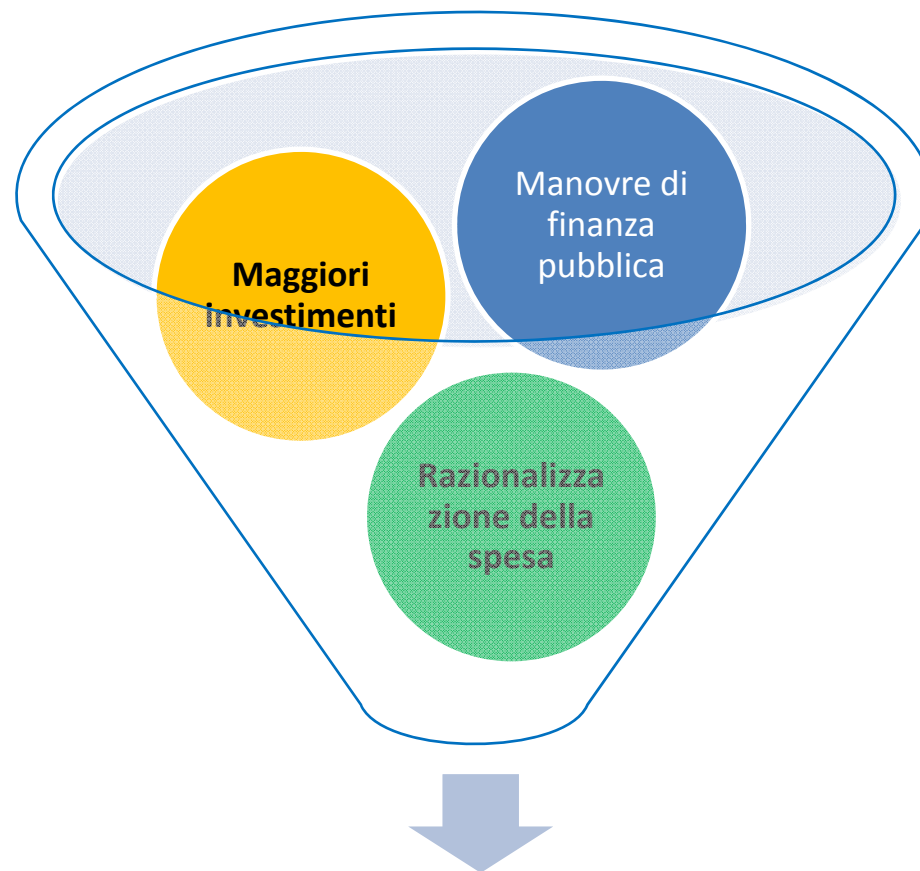 Manovre di
finanza
pubblica
Maggiori
investimenti
Razionalizza
zione della
spesa